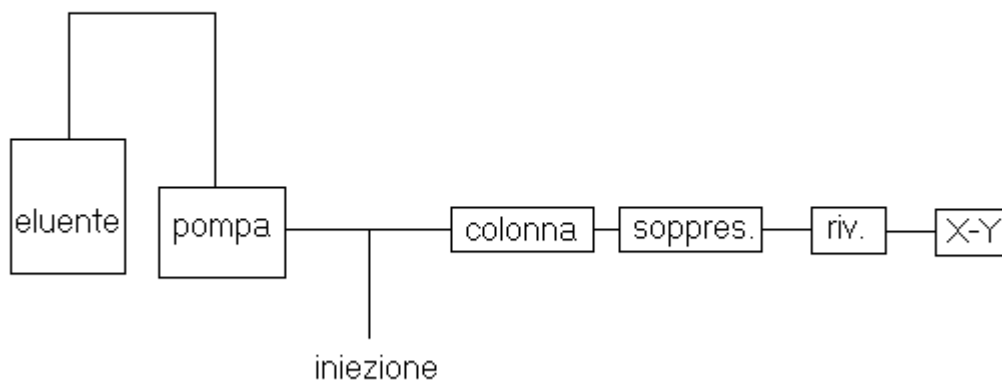 eluente
pompa
colonna
soppres.
riv.
X-Y
iniezione